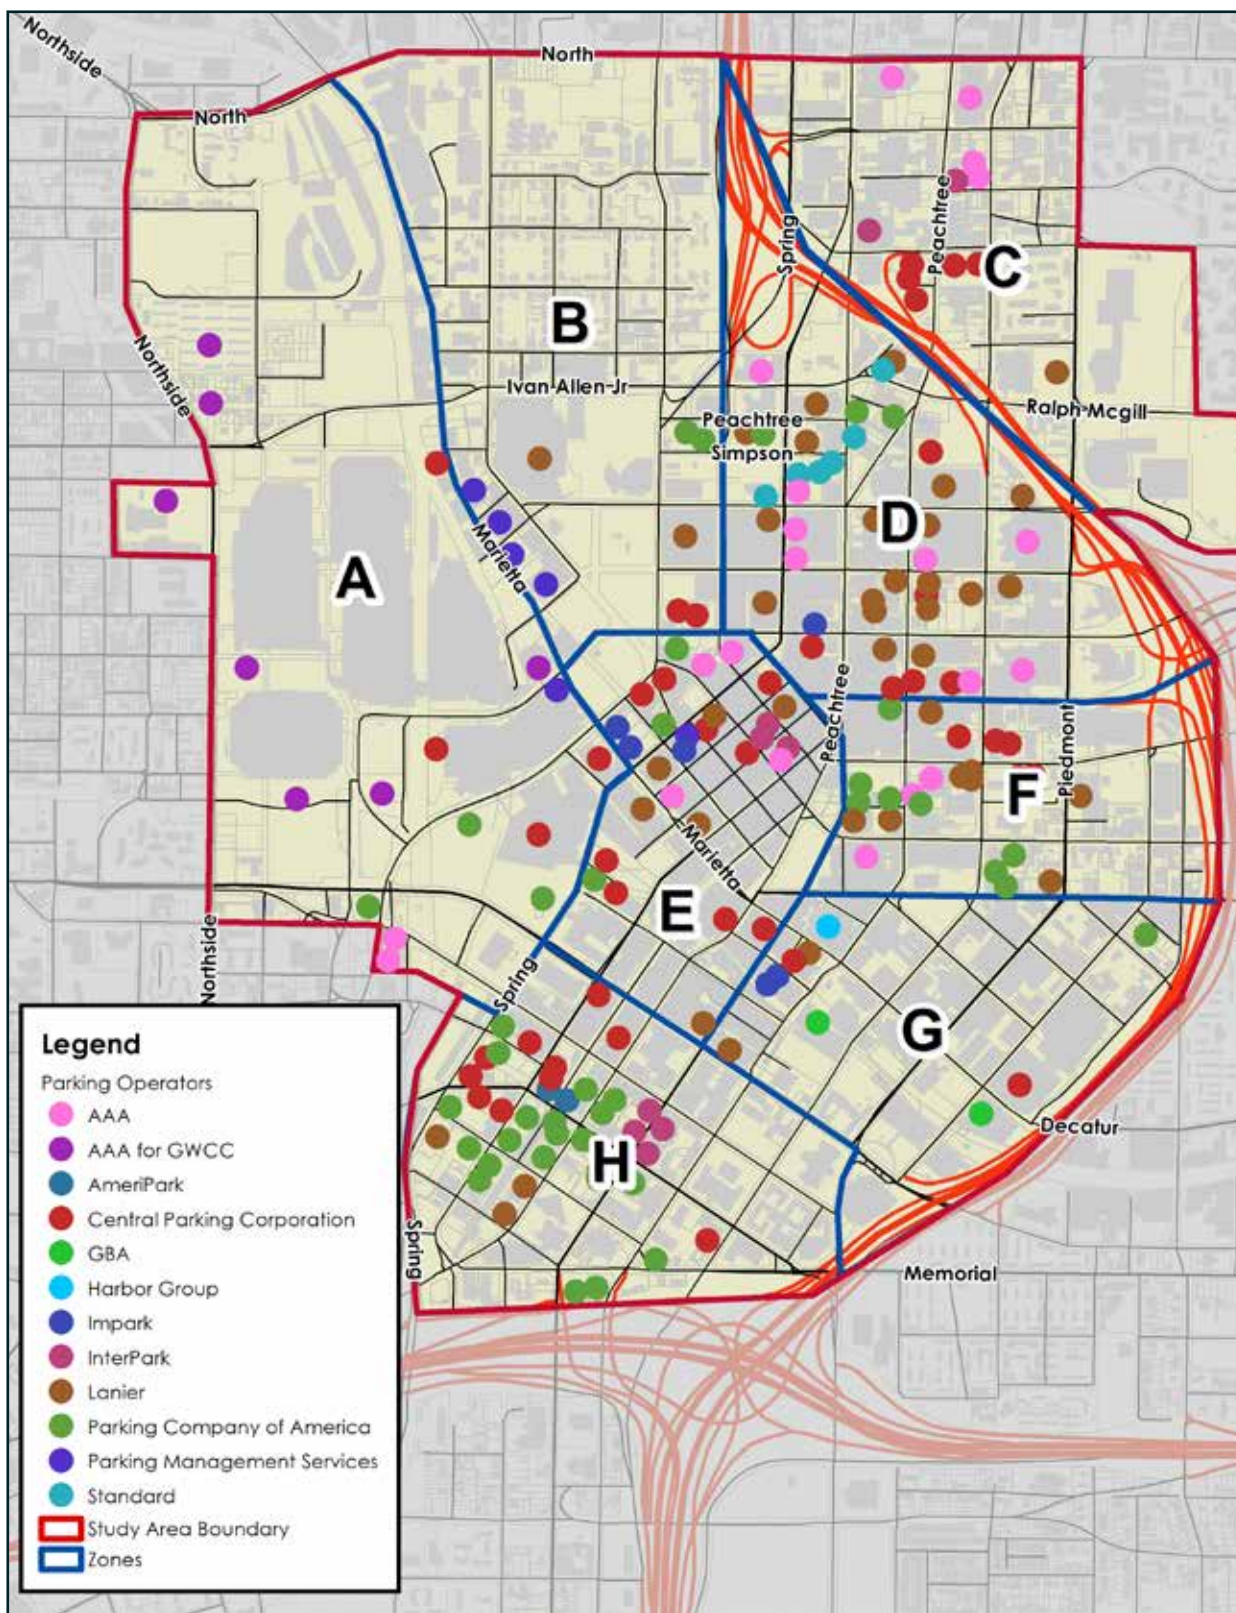 Northside
North
North
Spring
Peachtree
C
B
Northside
Ivan Allen Jr
Ralph Mcgill
Peachtree
Simpson
D
Marietta
A
Peachtree
Piedmont
F
Marietta
E
Northside
Spring
G
Decatur
H
Spring
Memorial
Legend
Parking Operators
AAA
AAA for GWCC
AmeriPark
Central Parking Corporation
GBA
Harbor Group
Impark
InterPark
Lanier
Parking Company of America
Parking Management Services
Standard
Study Area Boundary
Zones